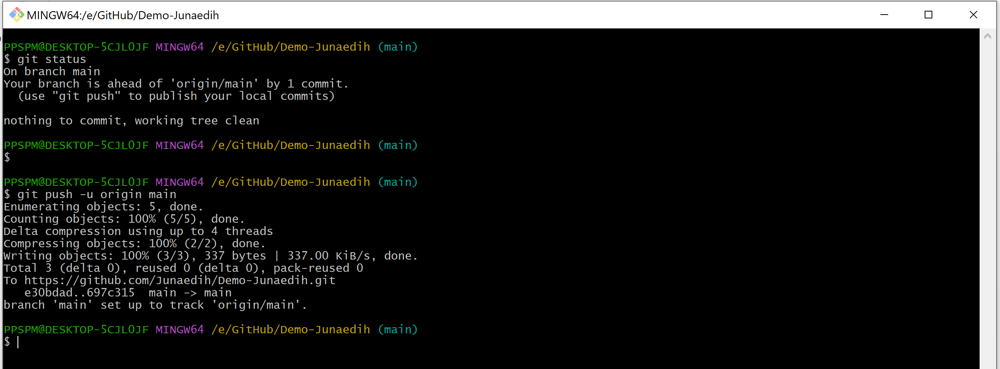 MINGW64:/e/GitHub/Demo-Junaedih
PPSPM@DESKTOP-5CJL0JF MINGW64 /e/GitHub/Demo-Junaedih (main)
$ git status
On branch main
Your branch is ahead of 'origin/main' by 1 commit.
  (use "git push" to publish your local commits)
nothing to commit, working tree clean
PPSPM@DESKTOP-5CJL0JF MINGW64 /e/GitHub/Demo-Junaedih (main)
$
PPSPM@DESKTOP-5CJL0JF MINGW64 /e/GitHub/Demo-Junaedih (main)
$ git push -u origin main
Enumerating objects: 5, done.
Counting objects: 100% (5/5), done.
Delta compression using up to 4 threads
Compressing objects: 100% (2/2), done.
Writing objects: 100% (3/3), 337 bytes | 337.00 KiB/s, done.
Total 3 (delta 0), reused 0 (delta 0), pack-reused 0
To https://github.com/Junaedih/Demo-Junaedih.git
   e30bdad..697c315  main -> main
branch 'main' set up to track 'origin/main'.
PPSPM@DESKTOP-5CJL0JF MINGW64 /e/GitHub/Demo-Junaedih (main)
$